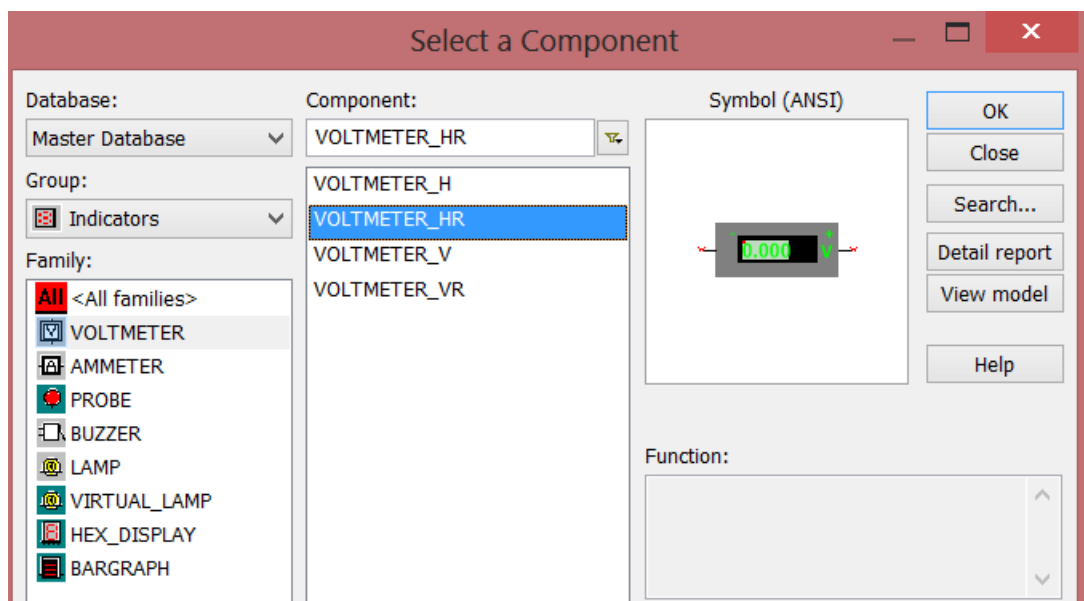 Select a Component
Database:
Master Database
Group:
Indicators
Family:
All <All families>
VOLTMETER
A AMMETER
PROBE
BUZZER
LAMP
VIRTUAL_LAMP
HEX_DISPLAY
BARGRAPH
Component:
VOLTMETER_HR
VOLTMETER_H
VOLTMETER_HR
VOLTMETER_V
VOLTMETER_VR
Symbol (ANSI)
- +
0.000 V
Function:
OK
Close
Search...
Detail report
View model
Help